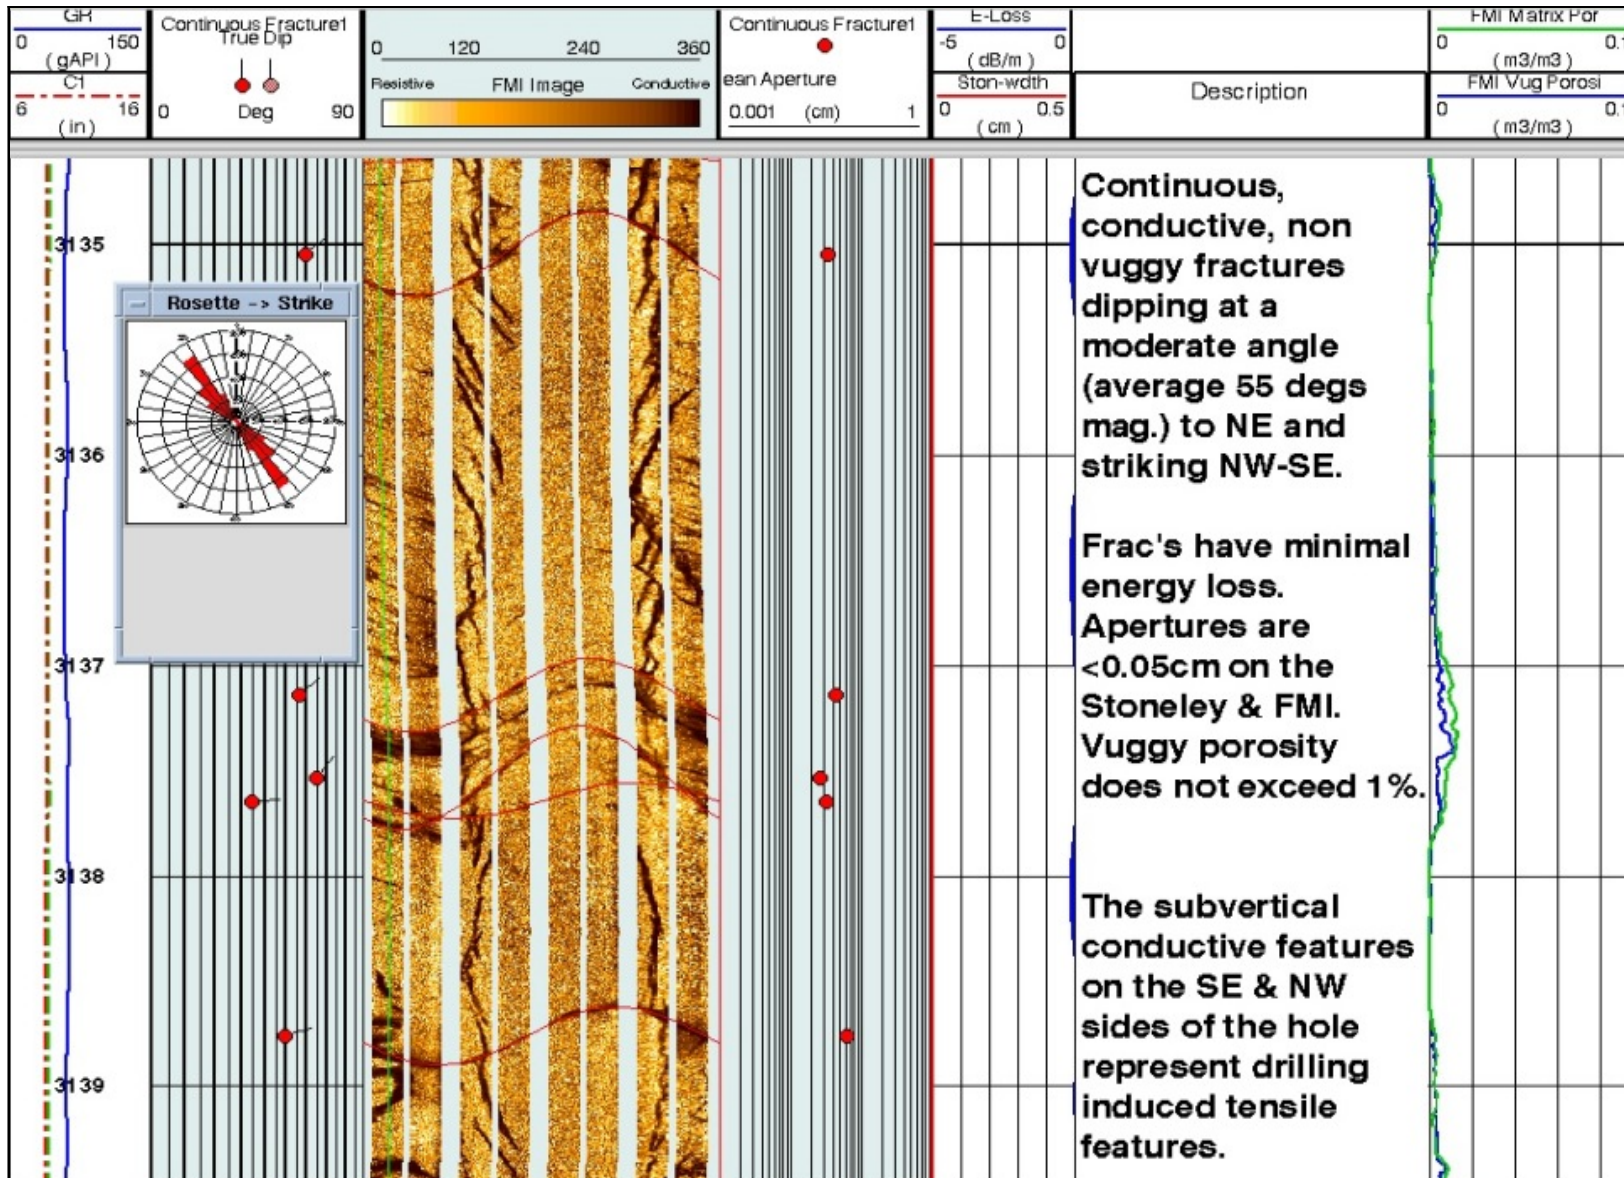 GR
0 150
( gAPI )
C1
6 16
( in )
Continuous Fracture1
True Dip
0 Deg 90
0 120 240 360
Resistive FMI Image Conductive
Continuous Fracture1
ean Aperture
0.001 (cm) 1
E-Loss
-5 0
( dB/m )
Ston-wdth
0 0.5
( cm )
Description
FMI Matrix Por
0 0.1
( m3/m3 )
FMI Vug Porosi
0 0.1
( m3/m3 )
3135
Rosette -> Strike
3136
3137
3138
3139
Continuous,
conductive, non
vuggy fractures
dipping at a
moderate angle
(average 55 degs
mag.) to NE and
striking NW-SE.
Frac's have minimal
energy loss.
Apertures are
<0.05cm on the
Stoneley & FMI.
Vuggy porosity
does not exceed 1%.
The subvertical
conductive features
on the SE & NW
sides of the hole
represent drilling
induced tensile
features.